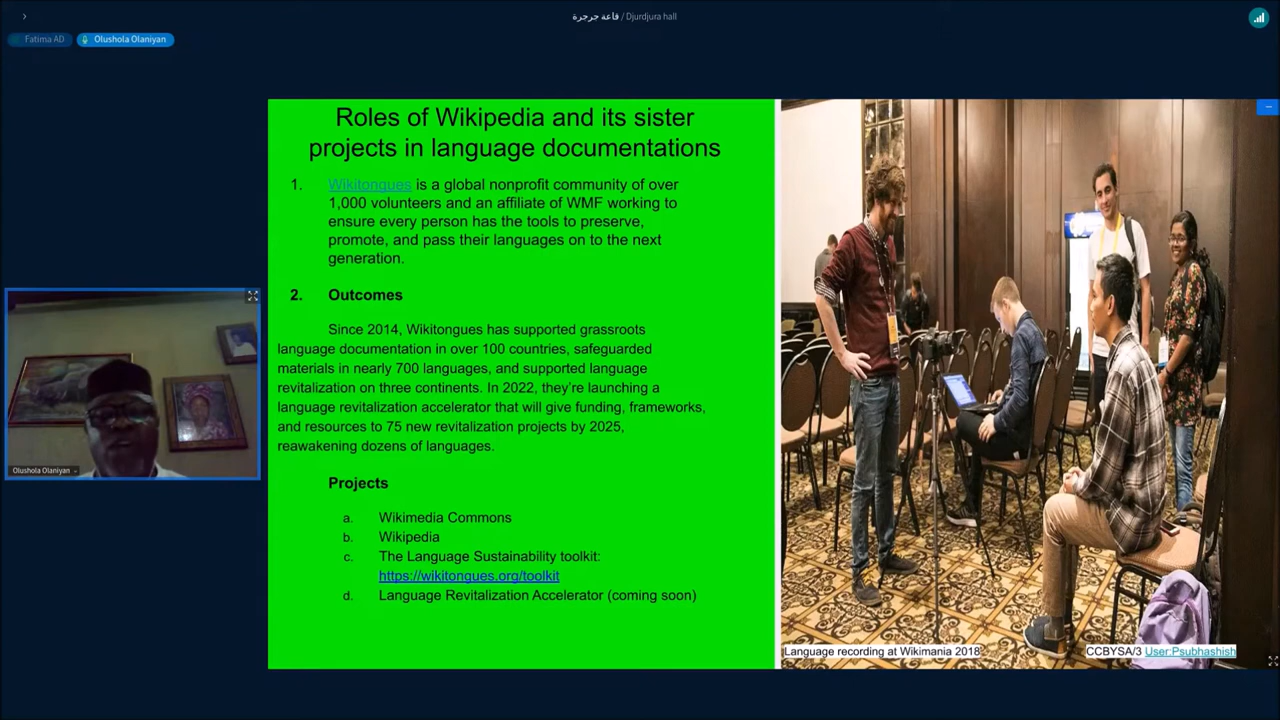 قاعة جرجرة / Djurdjura hall
Fatima AD
Olushola Olaniyan
Roles of Wikipedia and its sister
projects in language documentations
1. Wikitongues is a global nonprofit community of over
1,000 volunteers and an affiliate of WMF working to
ensure every person has the tools to preserve,
promote, and pass their languages on to the next
generation.
2. Outcomes
Since 2014, Wikitongues has supported grassroots
language documentation in over 100 countries, safeguarded
materials in nearly 700 languages, and supported language
revitalization on three continents. In 2022, they’re launching a
language revitalization accelerator that will give funding, frameworks,
and resources to 75 new revitalization projects by 2025,
reawakening dozens of languages.
Projects
a. Wikimedia Commons
b. Wikipedia
c. The Language Sustainability toolkit:
https://wikitongues.org/toolkit
d. Language Revitalization Accelerator (coming soon)
Olushola Olaniyan
Language recording at Wikimania 2018
CCBYSA/3 User:Psubhashish